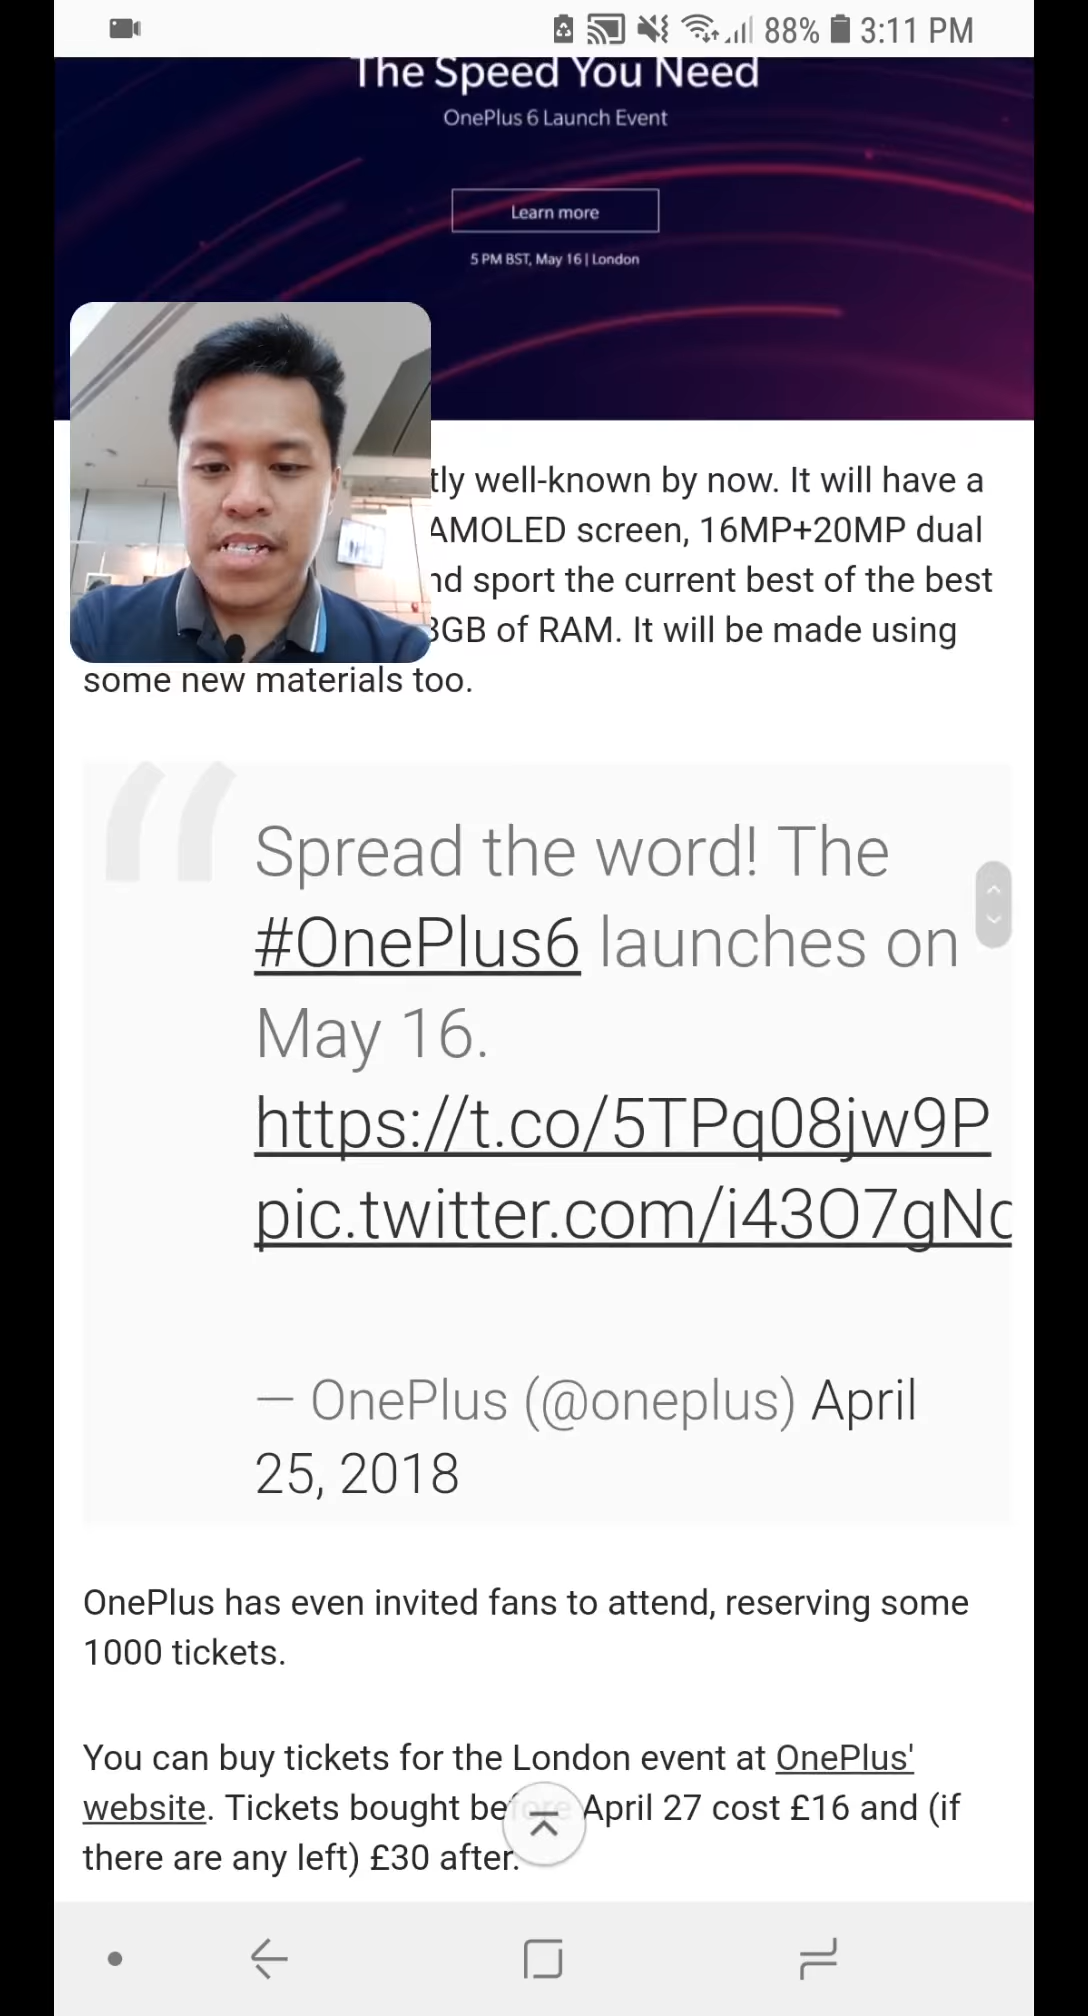 88% 3:11 PM
The Speed You Need
OnePlus 6 Launch Event
Learn more
5 PM BST, May 16 | London
well-known by now. It will have a
AMOLED screen, 16MP+20MP dual
sport the current best of the best
of RAM. It will be made using
some new materials too.
Spread the word! The
#OnePlus6 launches on
May 16.
https://t.co/5TPq08jw9P
pic.twitter.com/i43O7gN
— OnePlus (@oneplus) April
25, 2018
OnePlus has even invited fans to attend, reserving some
1000 tickets.
You can buy tickets for the London event at OnePlus'
website. Tickets bought before April 27 cost £16 and (if
there are any left) £30 after.